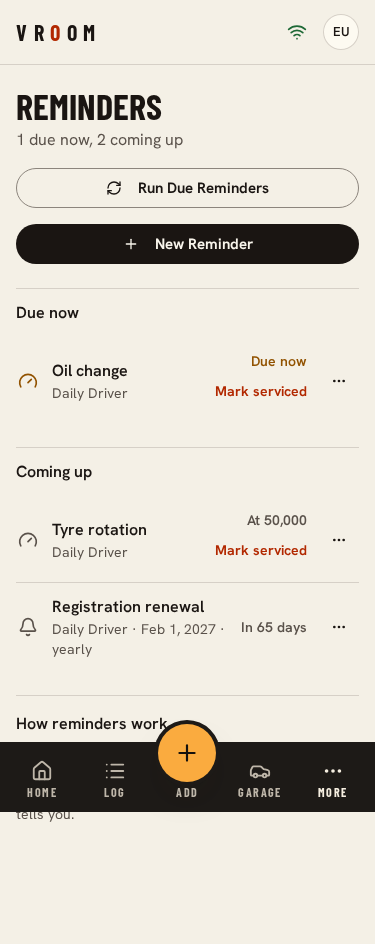 VROOM
EU
REMINDERS
1 due now, 2 coming up
Run Due Reminders
New Reminder
Due now
Oil change
Daily Driver
Due now
Mark serviced
Coming up
Tyre rotation
Daily Driver
At 50,000
Mark serviced
Registration renewal
Daily Driver · Feb 1, 2027 ·
yearly
In 65 days
How reminders work
HOME
LOG
ADD
GARAGE
MORE
tells you.